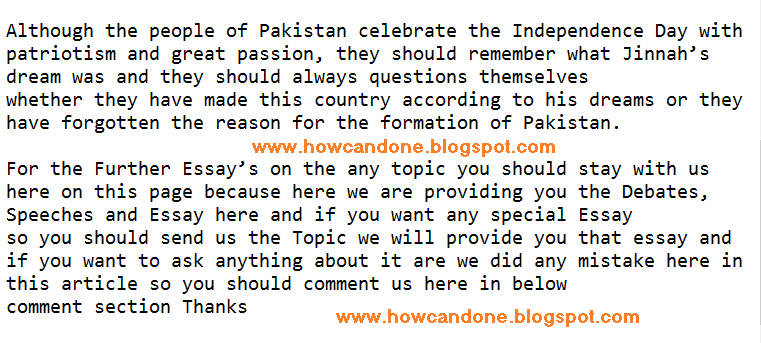 Although the people of Pakistan celebrate the Independence Day with
patriotism and great passion, they should remember what Jinnah’s
dream was and they should always questions themselves
whether they have made this country according to his dreams or they
have forgotten the reason for the formation of Pakistan.
www.howcandone.blogspot.com
For the Further Essay’s on the any topic you should stay with us
here on this page because here we are providing you the Debates,
Speeches and Essay here and if you want any special Essay
so you should send us the Topic we will provide you that essay and
if you want to ask anything about it are we did any mistake here in
this article so you should comment us here in below
comment section Thanks
www.howcandone.blogspot.com